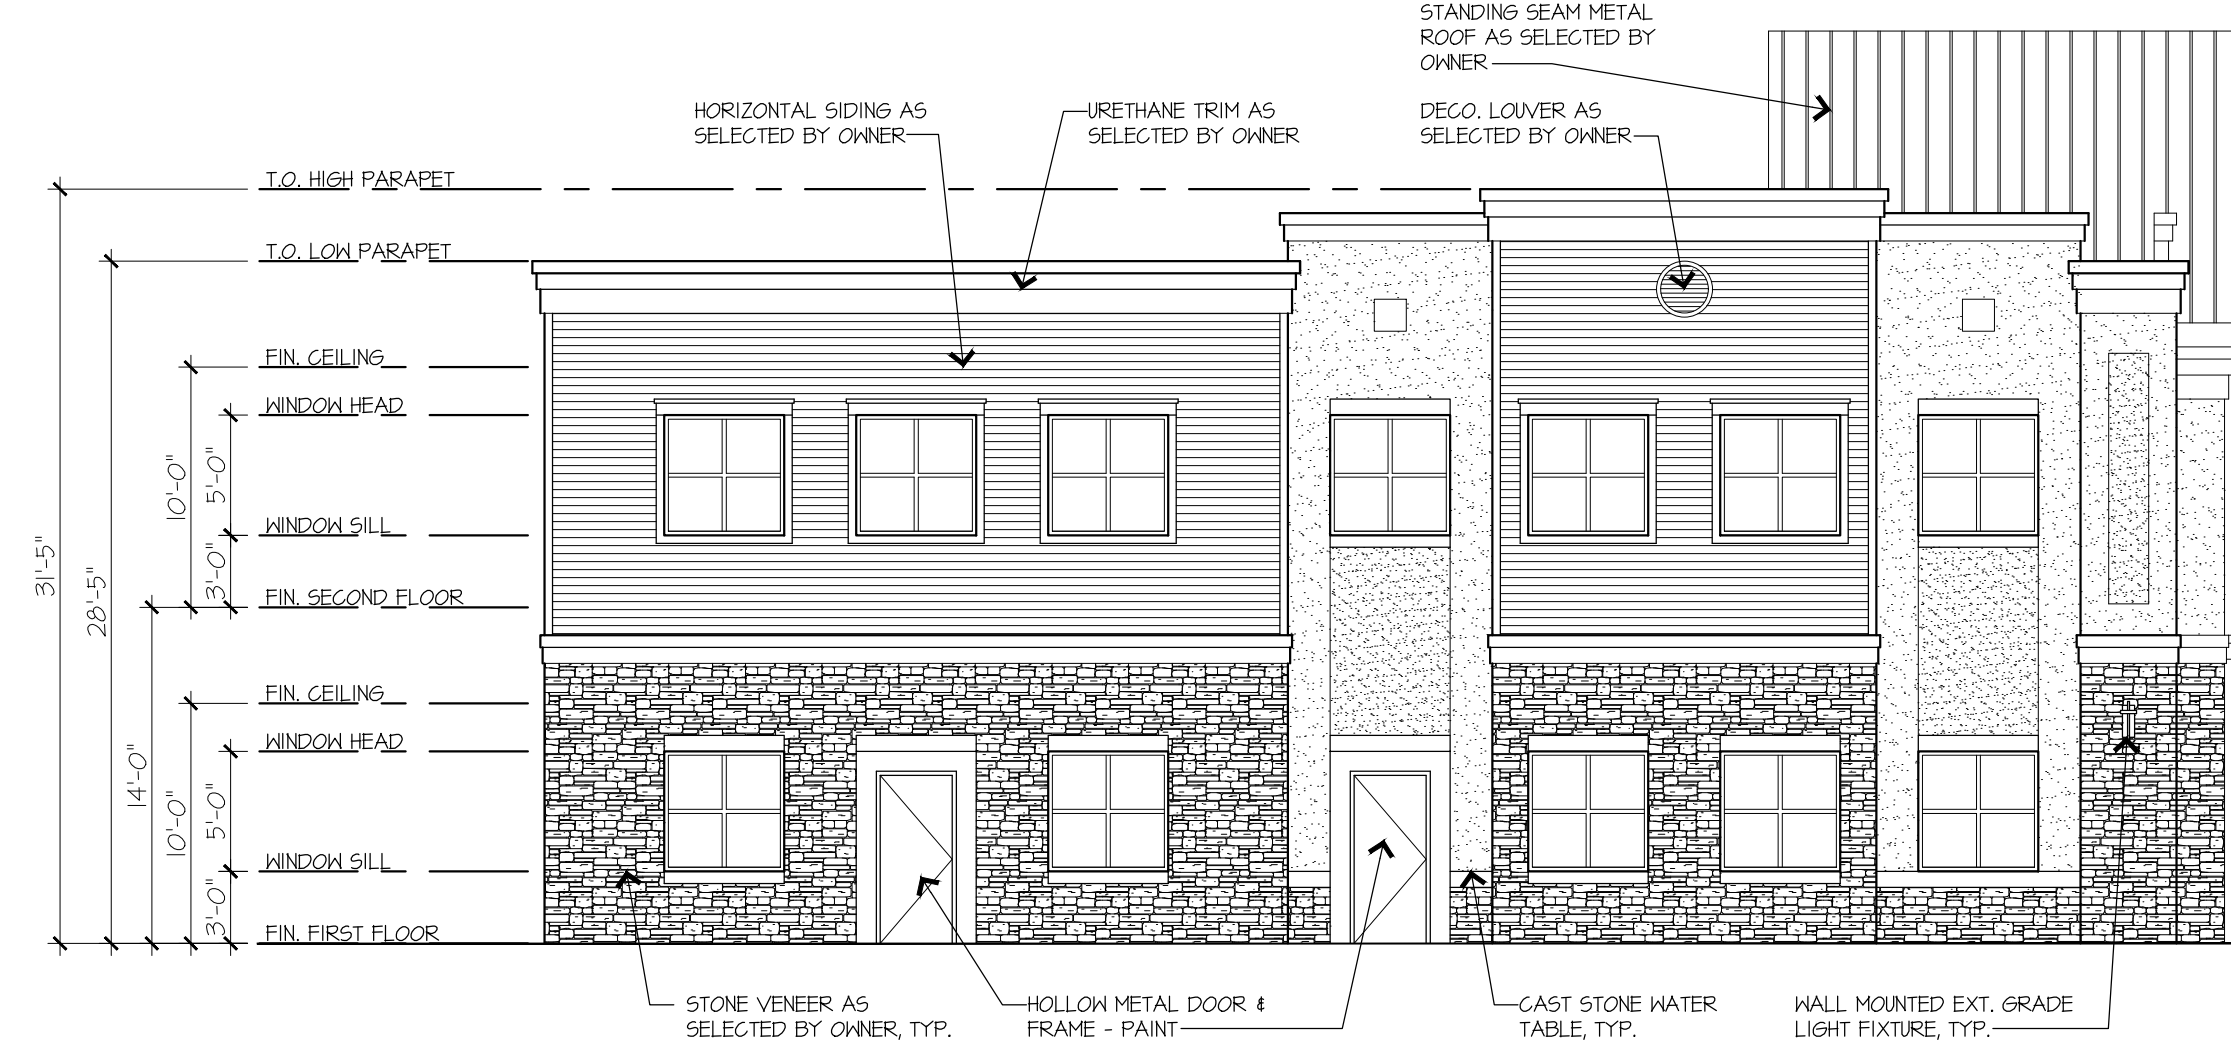 STANDING SEAM METAL
ROOF AS SELECTED BY
OWNER
HORIZONTAL SIDING AS
SELECTED BY OWNER
URETHANE TRIM AS
SELECTED BY OWNER
DECO. LOUVER AS
SELECTED BY OWNER
T.O. HIGH PARAPET
T.O. LOW PARAPET
FIN. CEILING
WINDOW HEAD
WINDOW SILL
FIN. SECOND FLOOR
FIN. CEILING
WINDOW HEAD
WINDOW SILL
FIN. FIRST FLOOR
31'-5"
28'-5"
14'-0"
10'-0"
5'-0"
3'-0"
10'-0"
5'-0"
3'-0"
STONE VENEER AS
SELECTED BY OWNER, TYP.
HOLLOW METAL DOOR &
FRAME - PAINT
CAST STONE WATER
TABLE, TYP.
WALL MOUNTED EXT. GRADE
LIGHT FIXTURE, TYP.